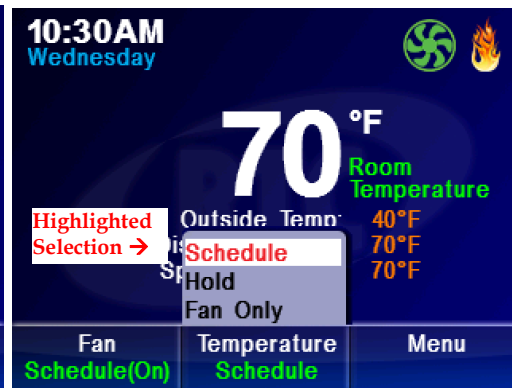 10:30AM
Wednesday
70 °F
Room
Temperature
Highlighted
Selection →
Outside Temp: 40°F
70°F
70°F
Schedule
Hold
Fan Only
Fan
Schedule(On)
Temperature
Schedule
Menu